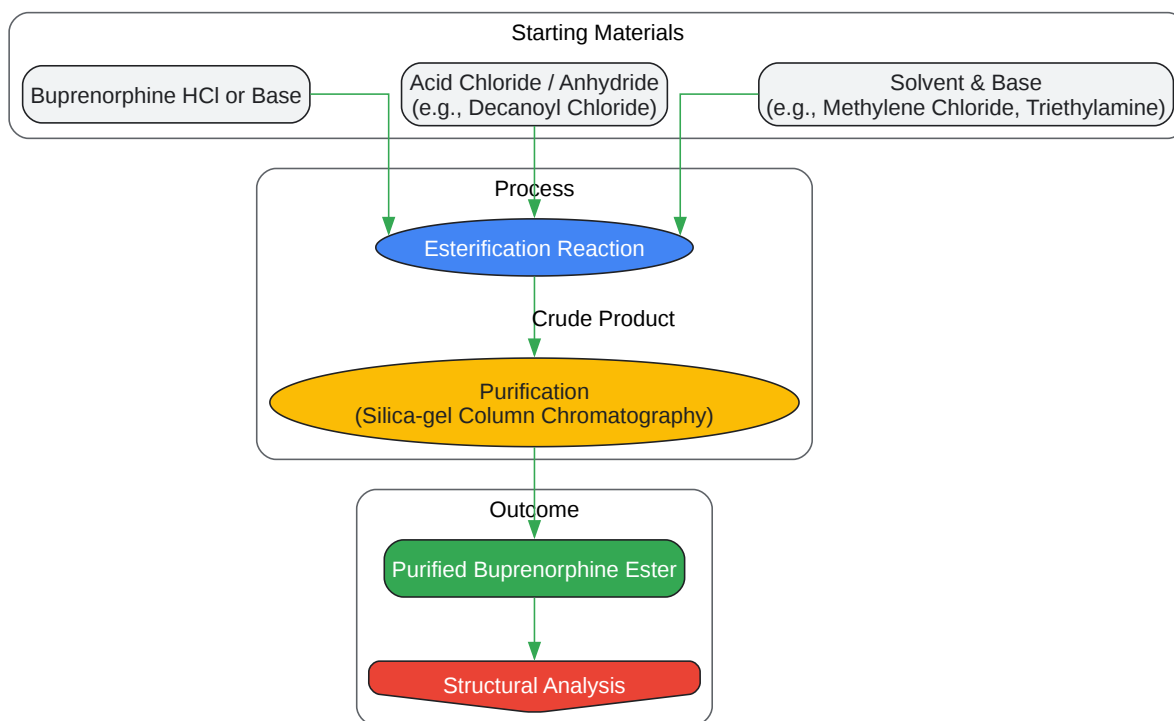 Starting Materials
Buprenorphine HCl or Base
Acid Chloride / Anhydride
(e.g., Decanoyl Chloride)
Solvent & Base
(e.g., Methylene Chloride, Triethylamine)
Process
Esterification Reaction
Crude Product
Purification
(Silica-gel Column Chromatography)
Outcome
Purified Buprenorphine Ester
Structural Analysis